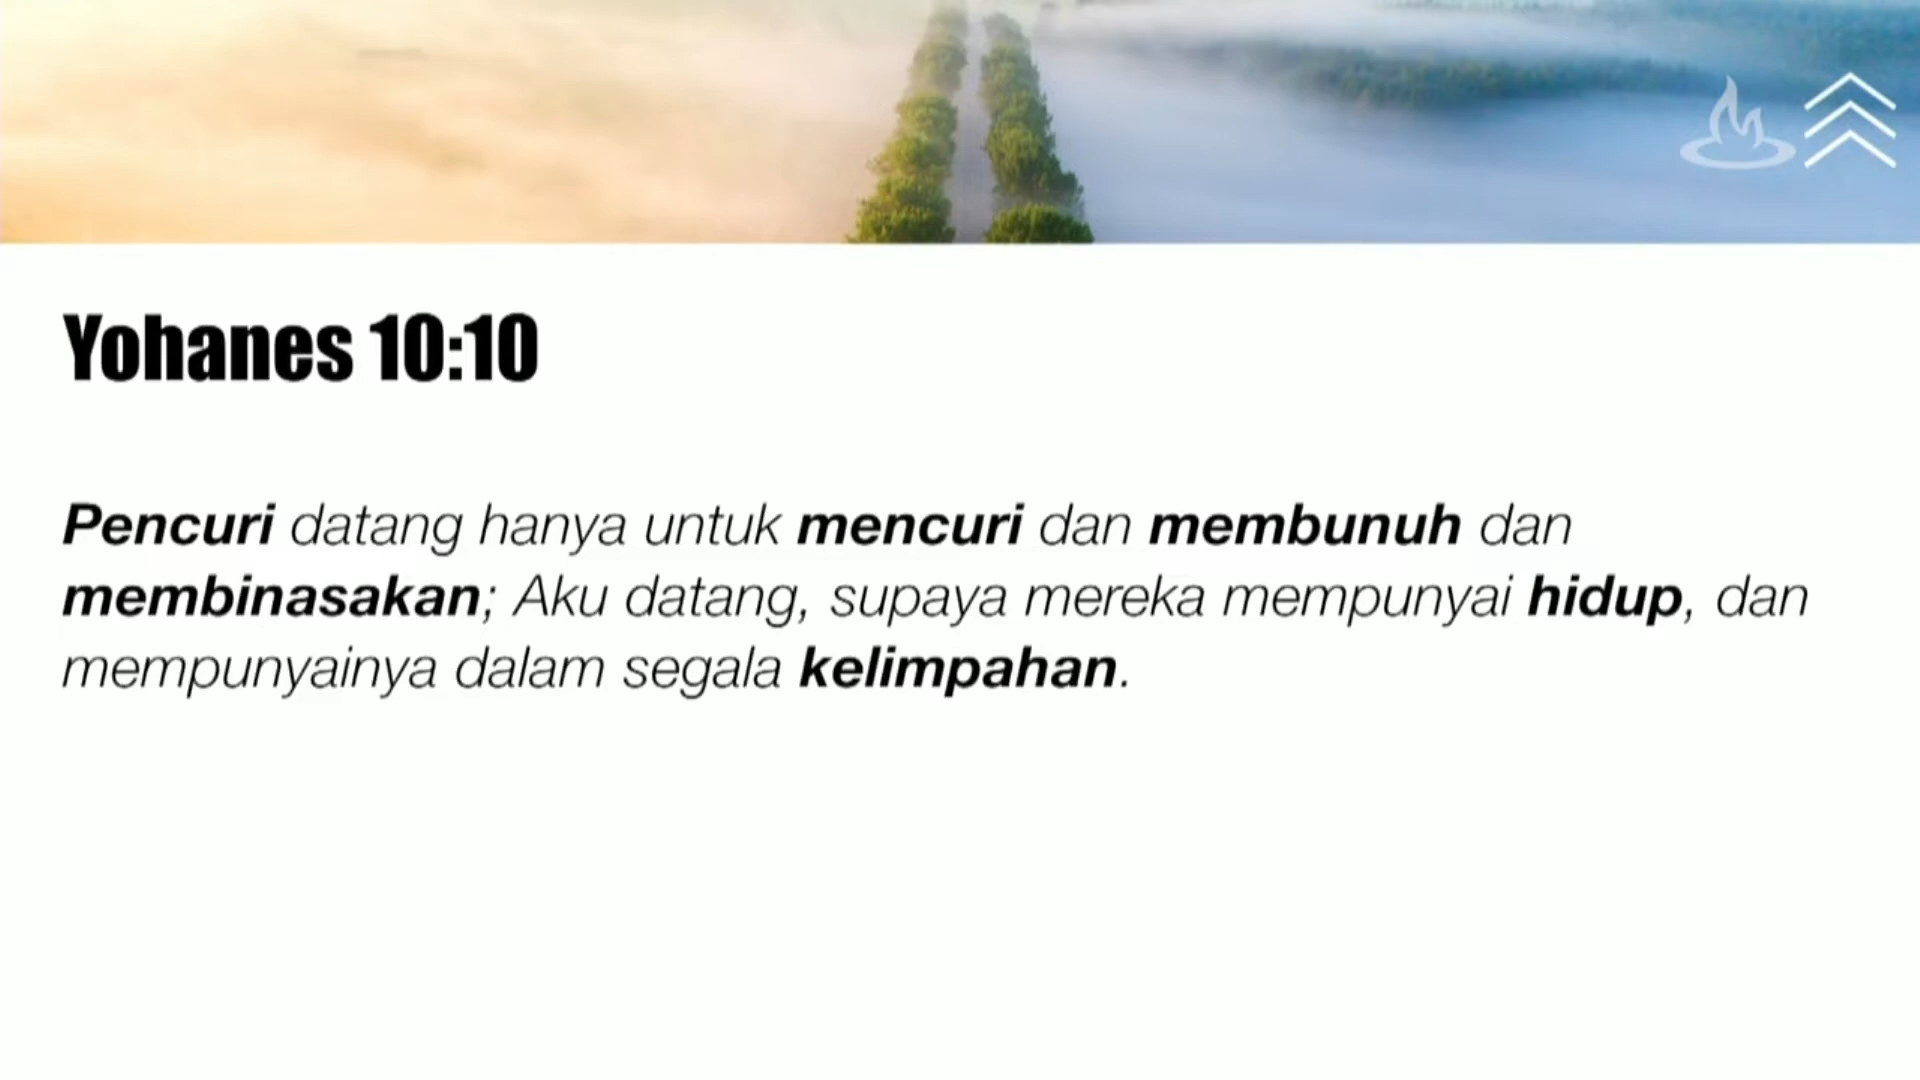 Yohanes 10:10
Pencuri datang hanya untuk mencuri dan membunuh dan
membinasakan; Aku datang, supaya mereka mempunyai hidup, dan
mempunyainya dalam segala kelimpahan.